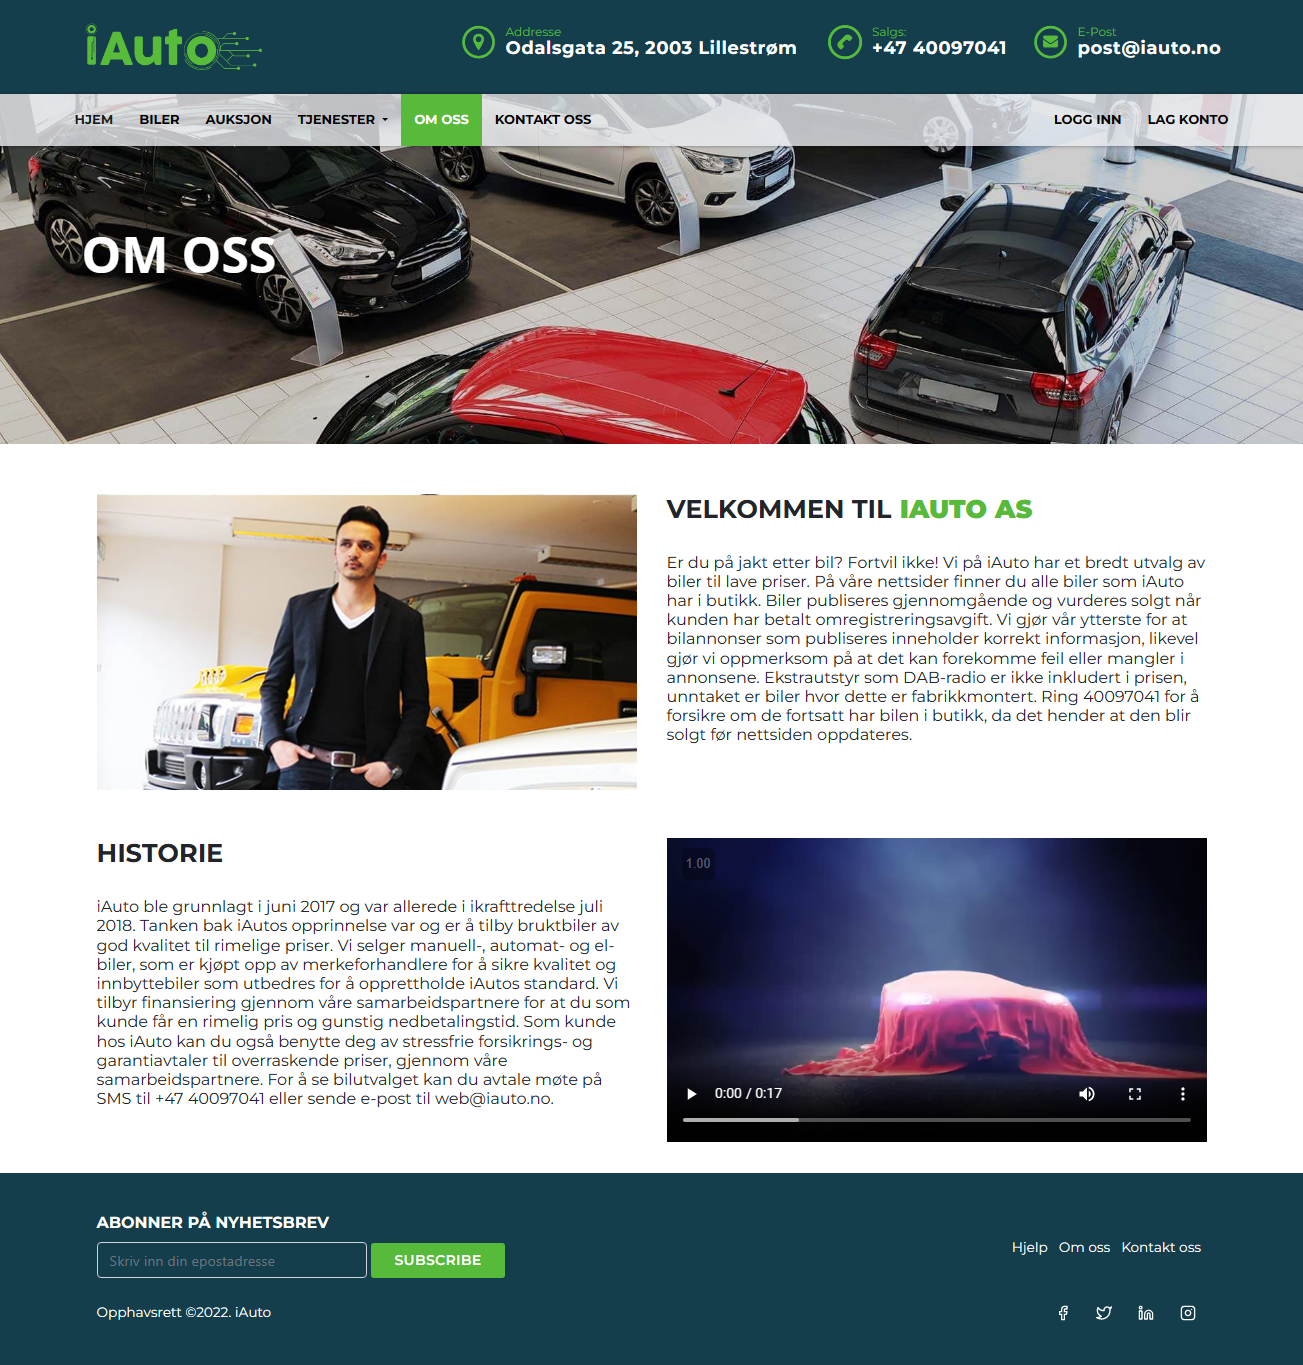 iAuto
Addresse
Odalsgata 25, 2003 Lillestrøm
Salgs:
+47 40097041
E-Post
post@iauto.no
HJEM BILER AUKSJON TJENESTER OM OSS KONTAKT OSS LOGG INN LAG KONTO
OM OSS
VELKOMMEN TIL IAUTO AS
Er du på jakt etter bil? Fortvil ikke! Vi på iAuto har et bredt utvalg av
biler til lave priser. På våre nettsider finner du alle biler som iAuto
har i butikk. Biler publiseres gjennomgående og vurderes solgt når
kunden har betalt omregistreringsavgift. Vi gjør vår ytterste for at
bilannonser som publiseres inneholder korrekt informasjon, likevel
gjør vi oppmerksom på at det kan forekomme feil eller mangler i
annonsene. Ekstrautstyr som DAB-radio er ikke inkludert i prisen,
unntaket er biler hvor dette er fabrikkmontert. Ring 40097041 for å
forsikre om de fortsatt har bilen i butikk, da det hender at den blir
solgt før nettsiden oppdateres.
HISTORIE
iAuto ble grunnlagt i juni 2017 og var allerede i ikrafttredelse juli
2018. Tanken bak iAutos opprinnelse var og er å tilby bruktbiler av
god kvalitet til rimelige priser. Vi selger manuell-, automat- og el-
biler, som er kjøpt opp av merkeforhandlere for å sikre kvalitet og
innbyttebiler som utbedres for å opprettholde iAutos standard. Vi
tilbyr finansiering gjennom våre samarbeidspartnere for at du som
kunde får en rimelig pris og gunstig nedbetalingstid. Som kunde
hos iAuto kan du også benytte deg av stressfrie forsikrings- og
garantiavtaler til overraskende priser, gjennom våre
samarbeidspartnere. For å se bilutvalget kan du avtale møte på
SMS til +47 40097041 eller sende e-post til web@iauto.no.
1.00
0:00 / 0:17
ABONNER PÅ NYHETSBREV
Skriv inn din epostadresse
SUBSCRIBE
Hjelp Om oss Kontakt oss
Opphavsrett ©2022. iAuto